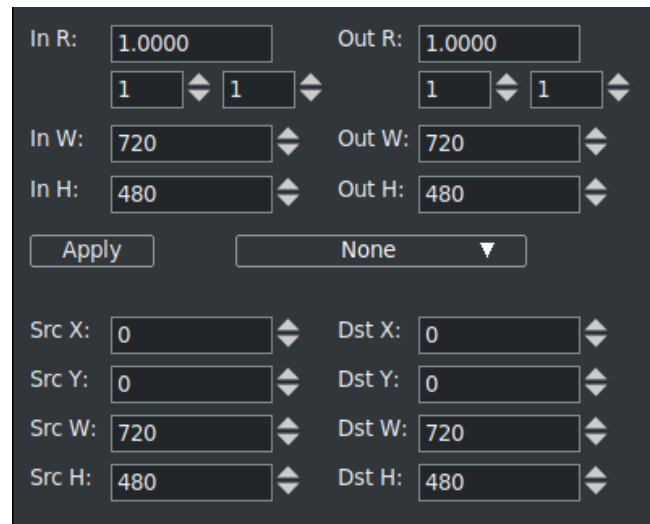 In R: 1.0000 Out R: 1.0000
1 1 1 1
In W: 720 Out W: 720
In H: 480 Out H: 480
Apply None
Src X: 0 Dst X: 0
Src Y: 0 Dst Y: 0
Src W: 720 Dst W: 720
Src H: 480 Dst H: 480